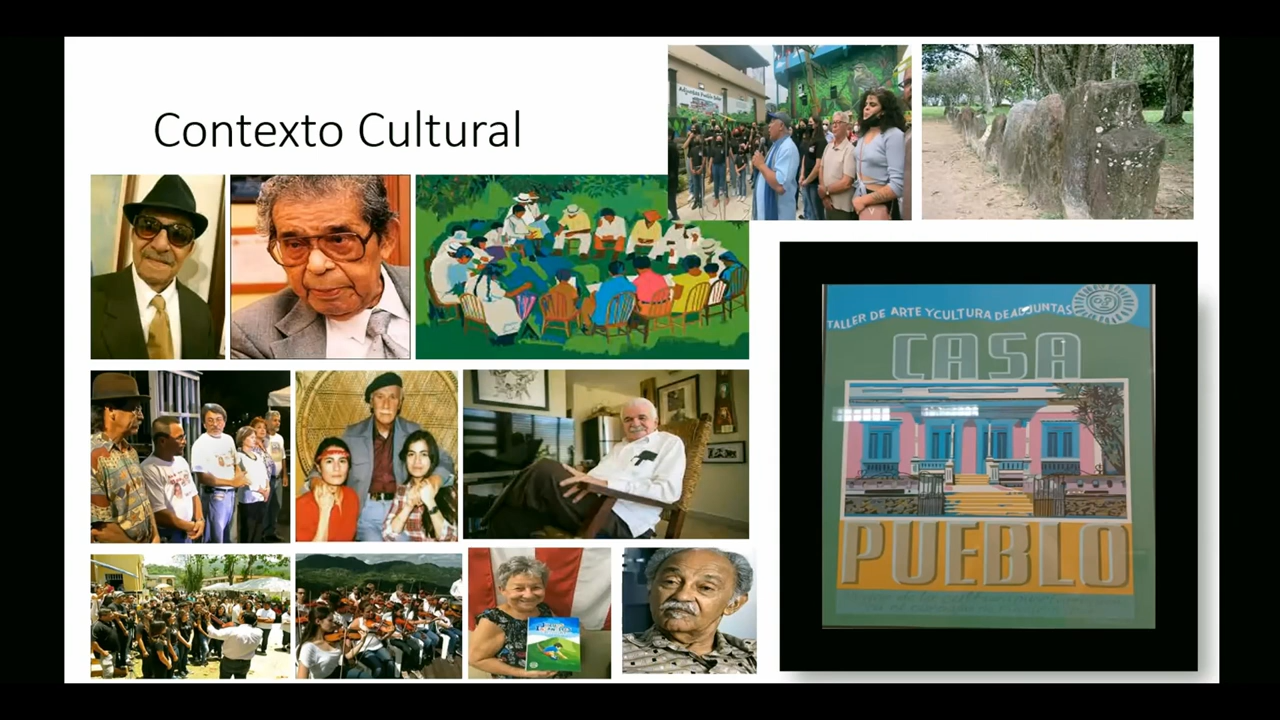 Contexto Cultural
TALLER DE ARTE Y CULTURA DE ADJUNTAS
CASA
PUEBLO